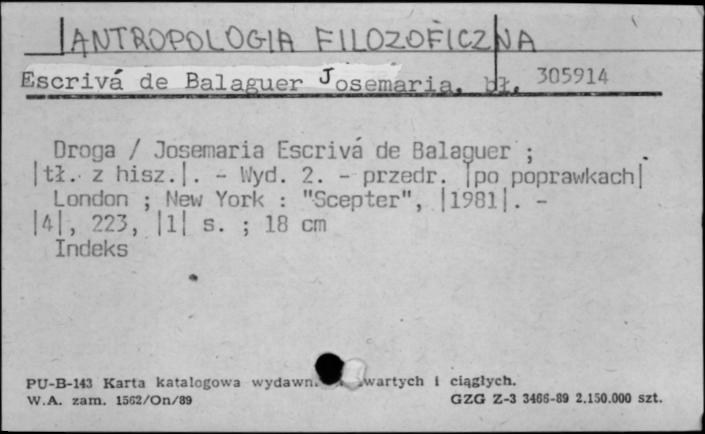 ANTROPOLOGIA FILOZOFICZNA
Escrivá de Balaguer Josemaria, bł. 305914
Droga / Josemaria Escrivá de Balaguer ;
|tł. z hisz.|. - Wyd. 2. - przedr. |po poprawkach|
London ; New York : "Scepter", |1981|. -
|4|, 223, |1| s. ; 18 cm
Indeks
PU-B-143 Karta katalogowa wydawn. wartych i ciągłych.
W.A. zam. 1562/On/89 GZG Z-3 3466-89 2.150.000 szt.